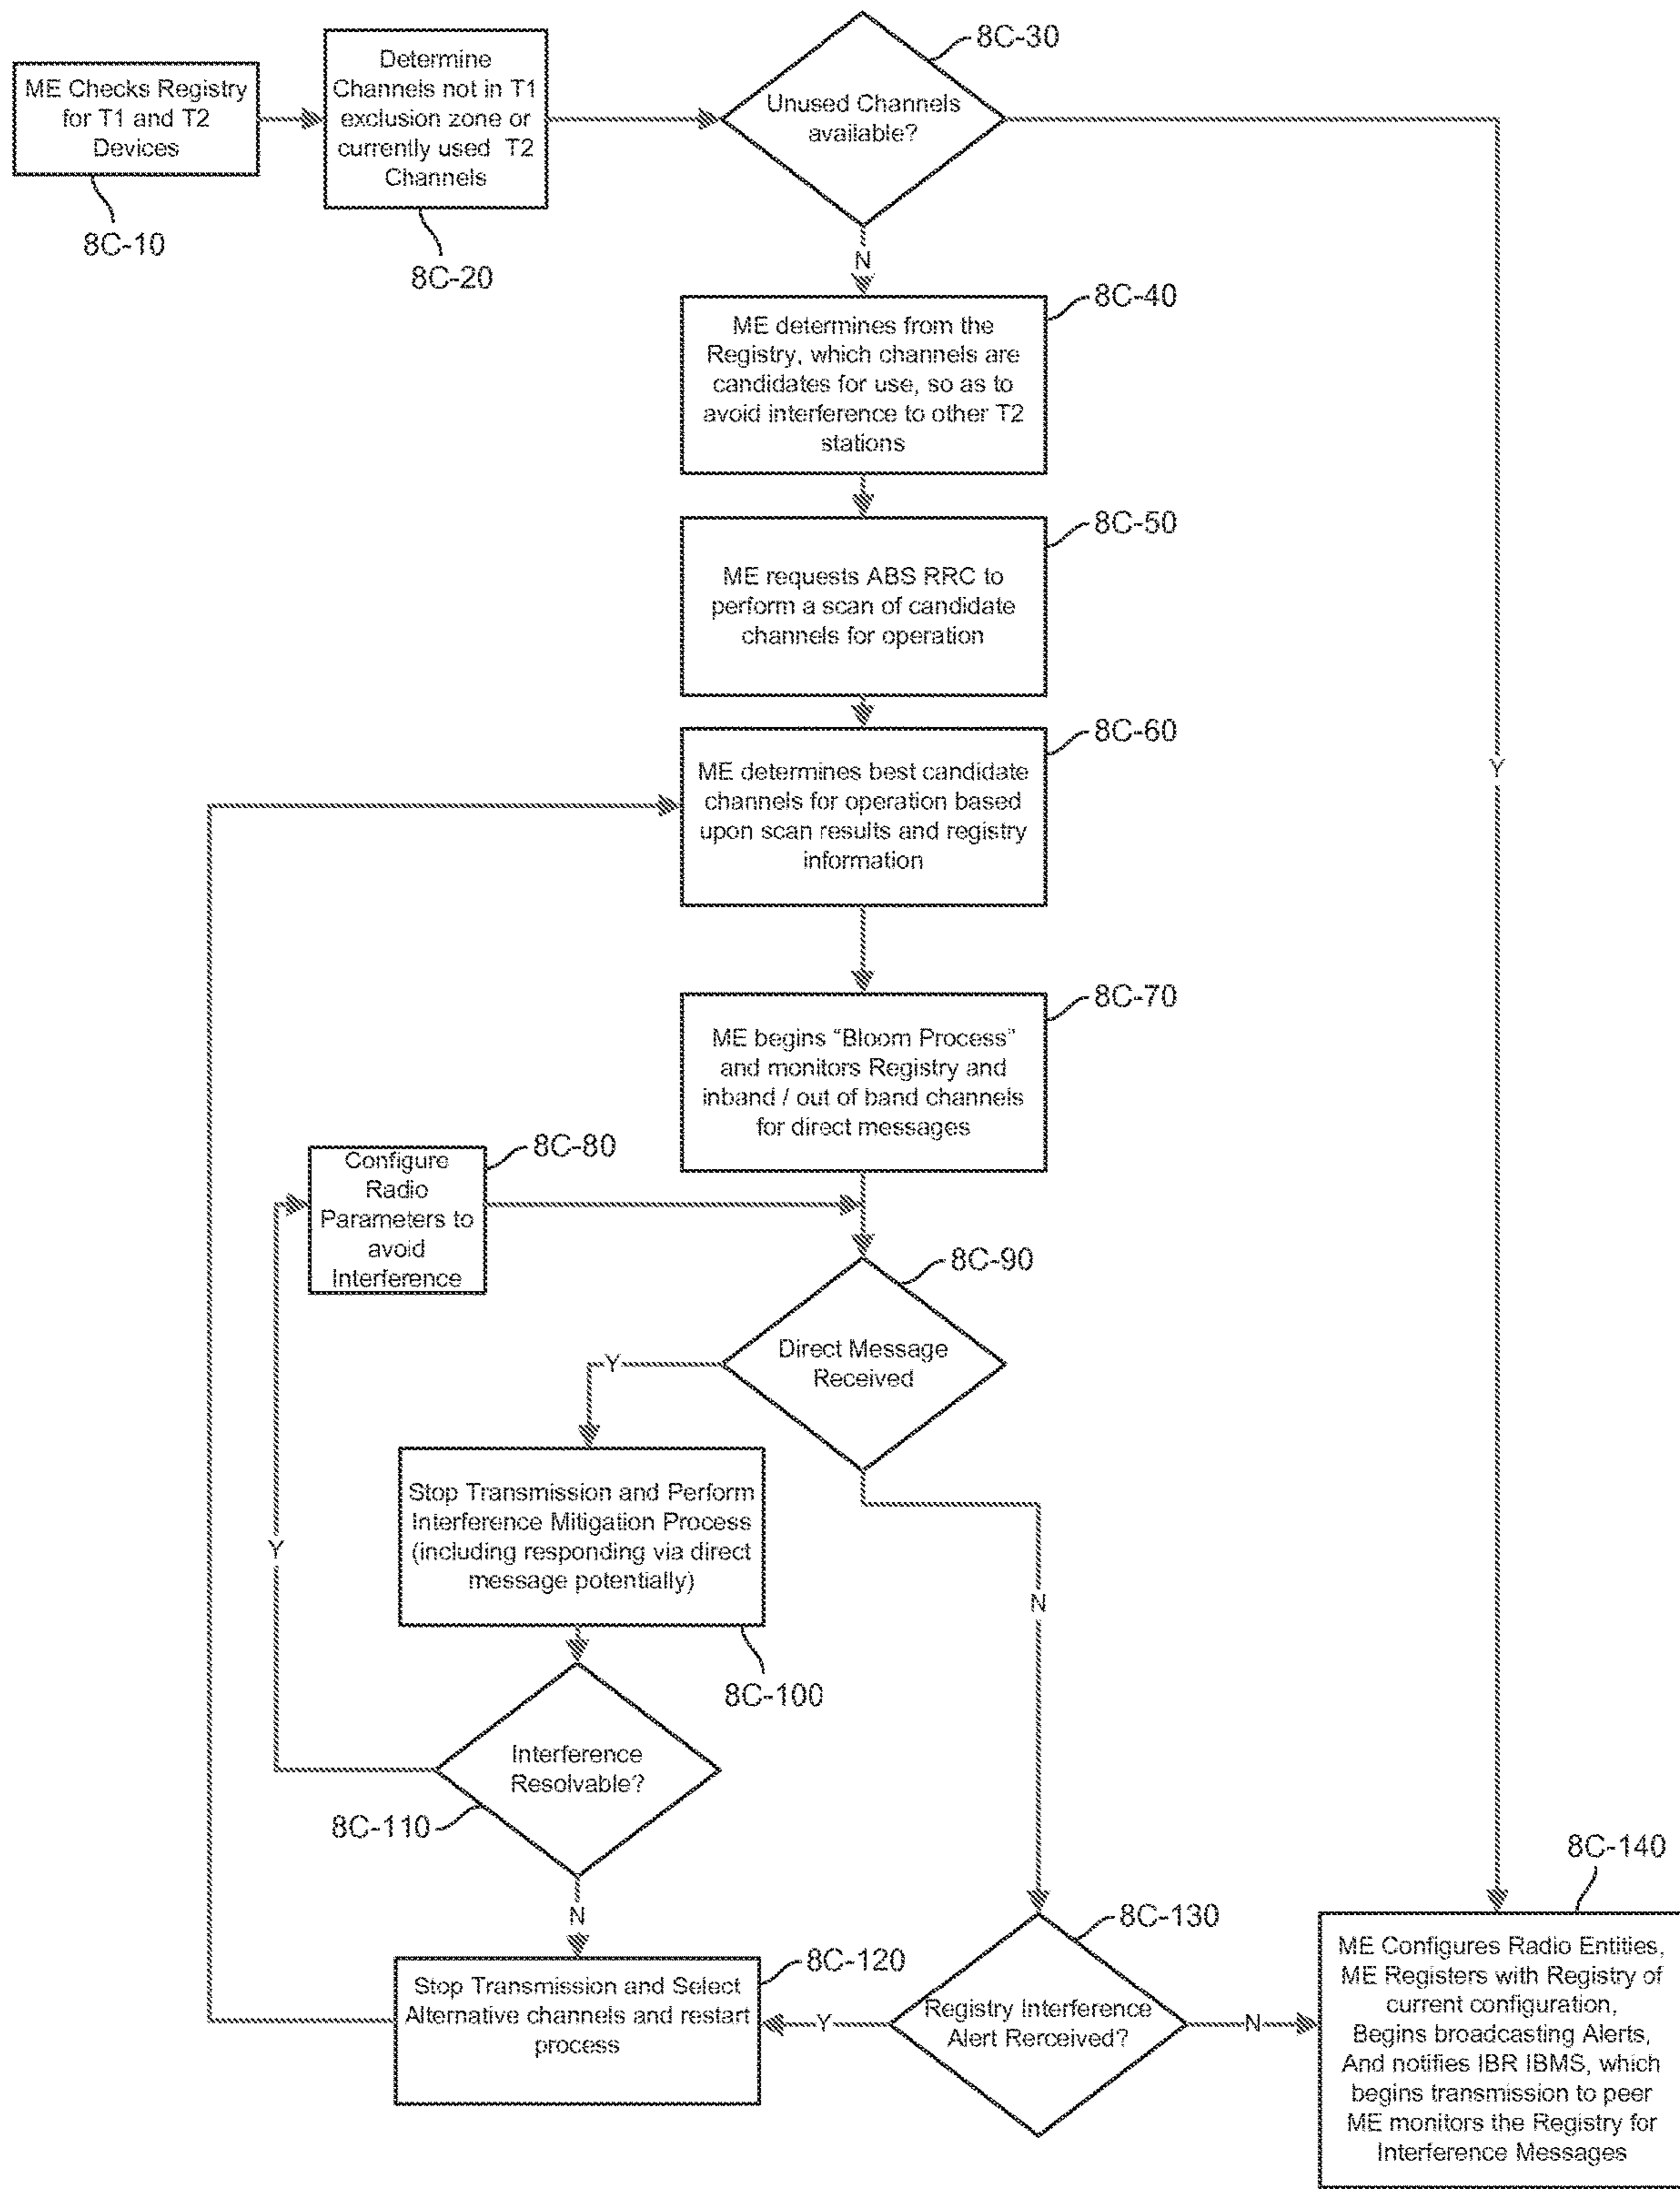 ME Checks Registry
for T1 and T2
Devices
8C-10
Determine
Channels not in T1
exclusion zone or
currently used T2
Channels
8C-20
Unused Channels
available?
8C-30
N
Y
ME determines from the
Registry, which channels are
candidates for use, so as to
avoid interference to other T2
stations
8C-40
ME requests ABS RRC to
perform a scan of candidate
channels for operation
8C-50
ME determines best candidate
channels for operation based
upon scan results and registry
information
8C-60
ME begins "Bloom Process"
and monitors Registry and
inband / out of band channels
for direct messages
8C-70
Configure
Radio
Parameters to
avoid
Interference
8C-80
Direct Message
Received
8C-90
Y
N
Stop Transmission and Perform
Interference Mitigation Process
(including responding via direct
message potentially)
8C-100
Interference
Resolvable?
8C-110
Y
N
Stop Transmission and Select
Alternative channels and restart
process
8C-120
Registry Interference
Alert Rerceived?
8C-130
Y
N
ME Configures Radio Entities,
ME Registers with Registry of
current configuration,
Begins broadcasting Alerts,
And notifies IBR IBMS, which
begins transmission to peer
ME monitors the Registry for
Interference Messages
8C-140